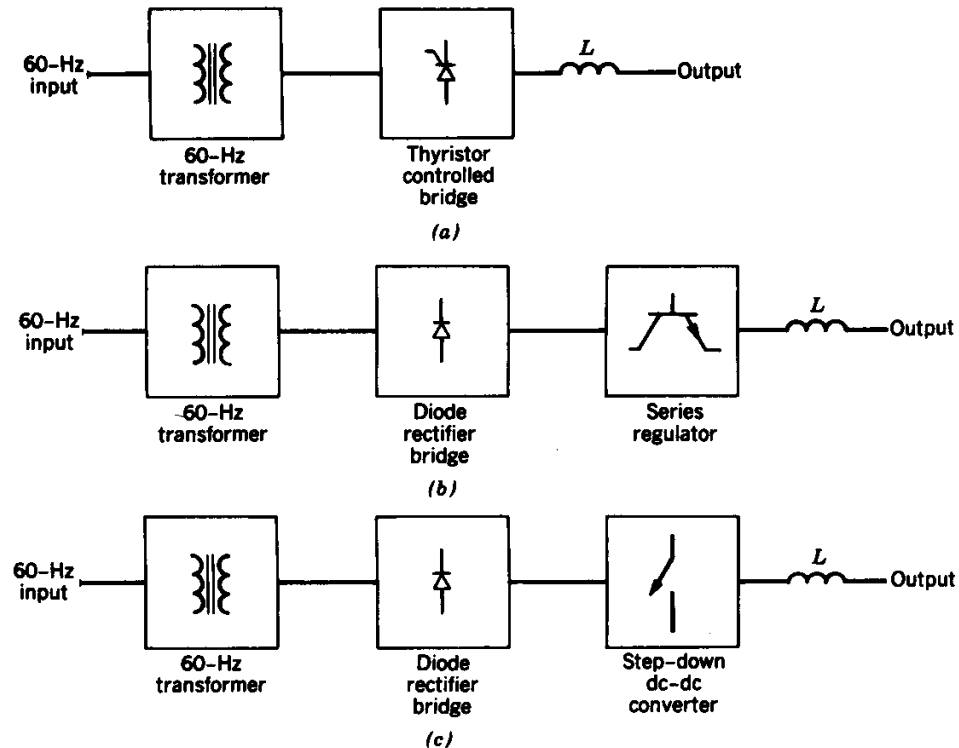 L
60-Hz
input
Output
60-Hz
transformer
Thyristor
controlled
bridge
(a)
L
60-Hz
input
Output
60-Hz
transformer
Diode
rectifier
bridge
Series
regulator
(b)
L
60-Hz
input
Output
60-Hz
transformer
Diode
rectifier
bridge
Step-down
dc-dc
converter
(c)